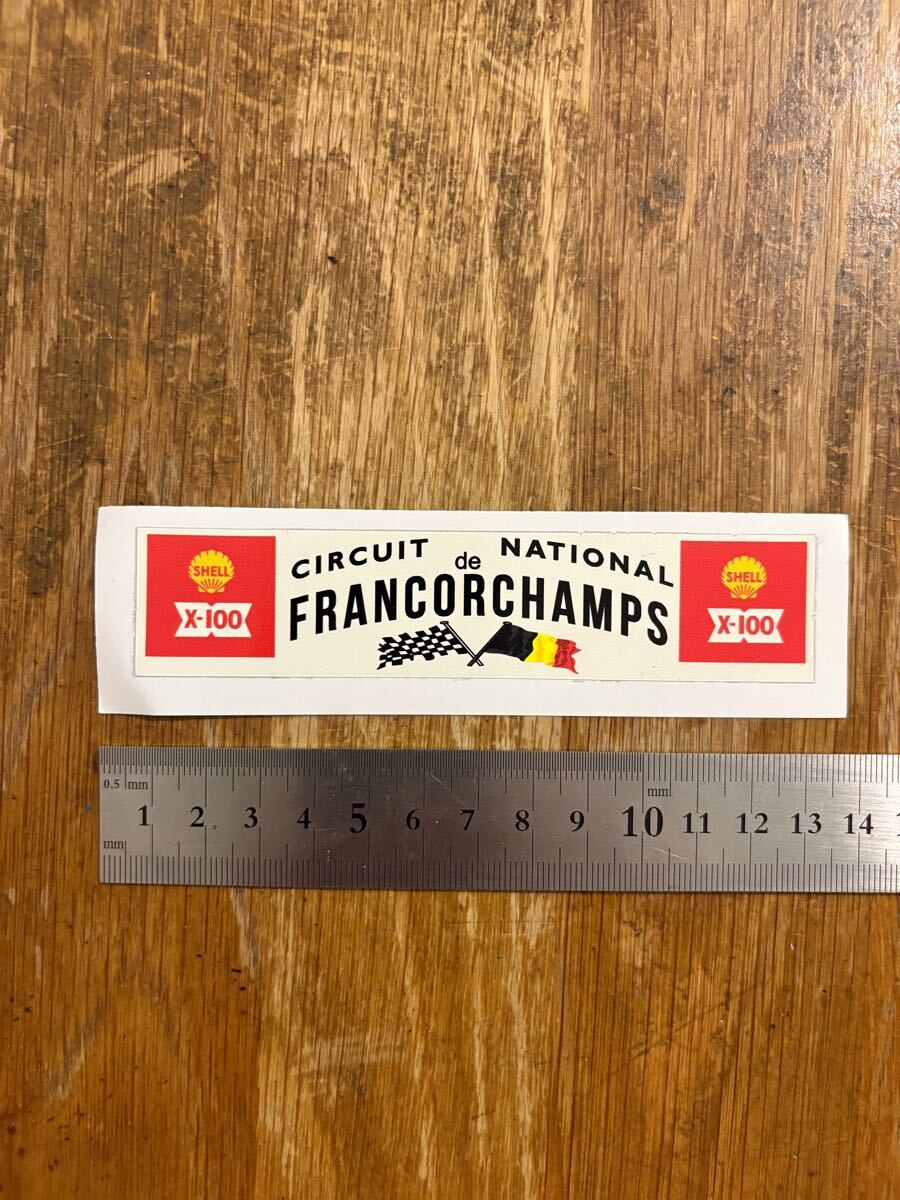 CIRCUIT de NATIONAL
FRANCORCHAMPS
SHELL
X-100
SHELL
X-100
0.5 mm
mm
1 2 3 4 5 6 7 8 9 10 11 12 13 14
mm